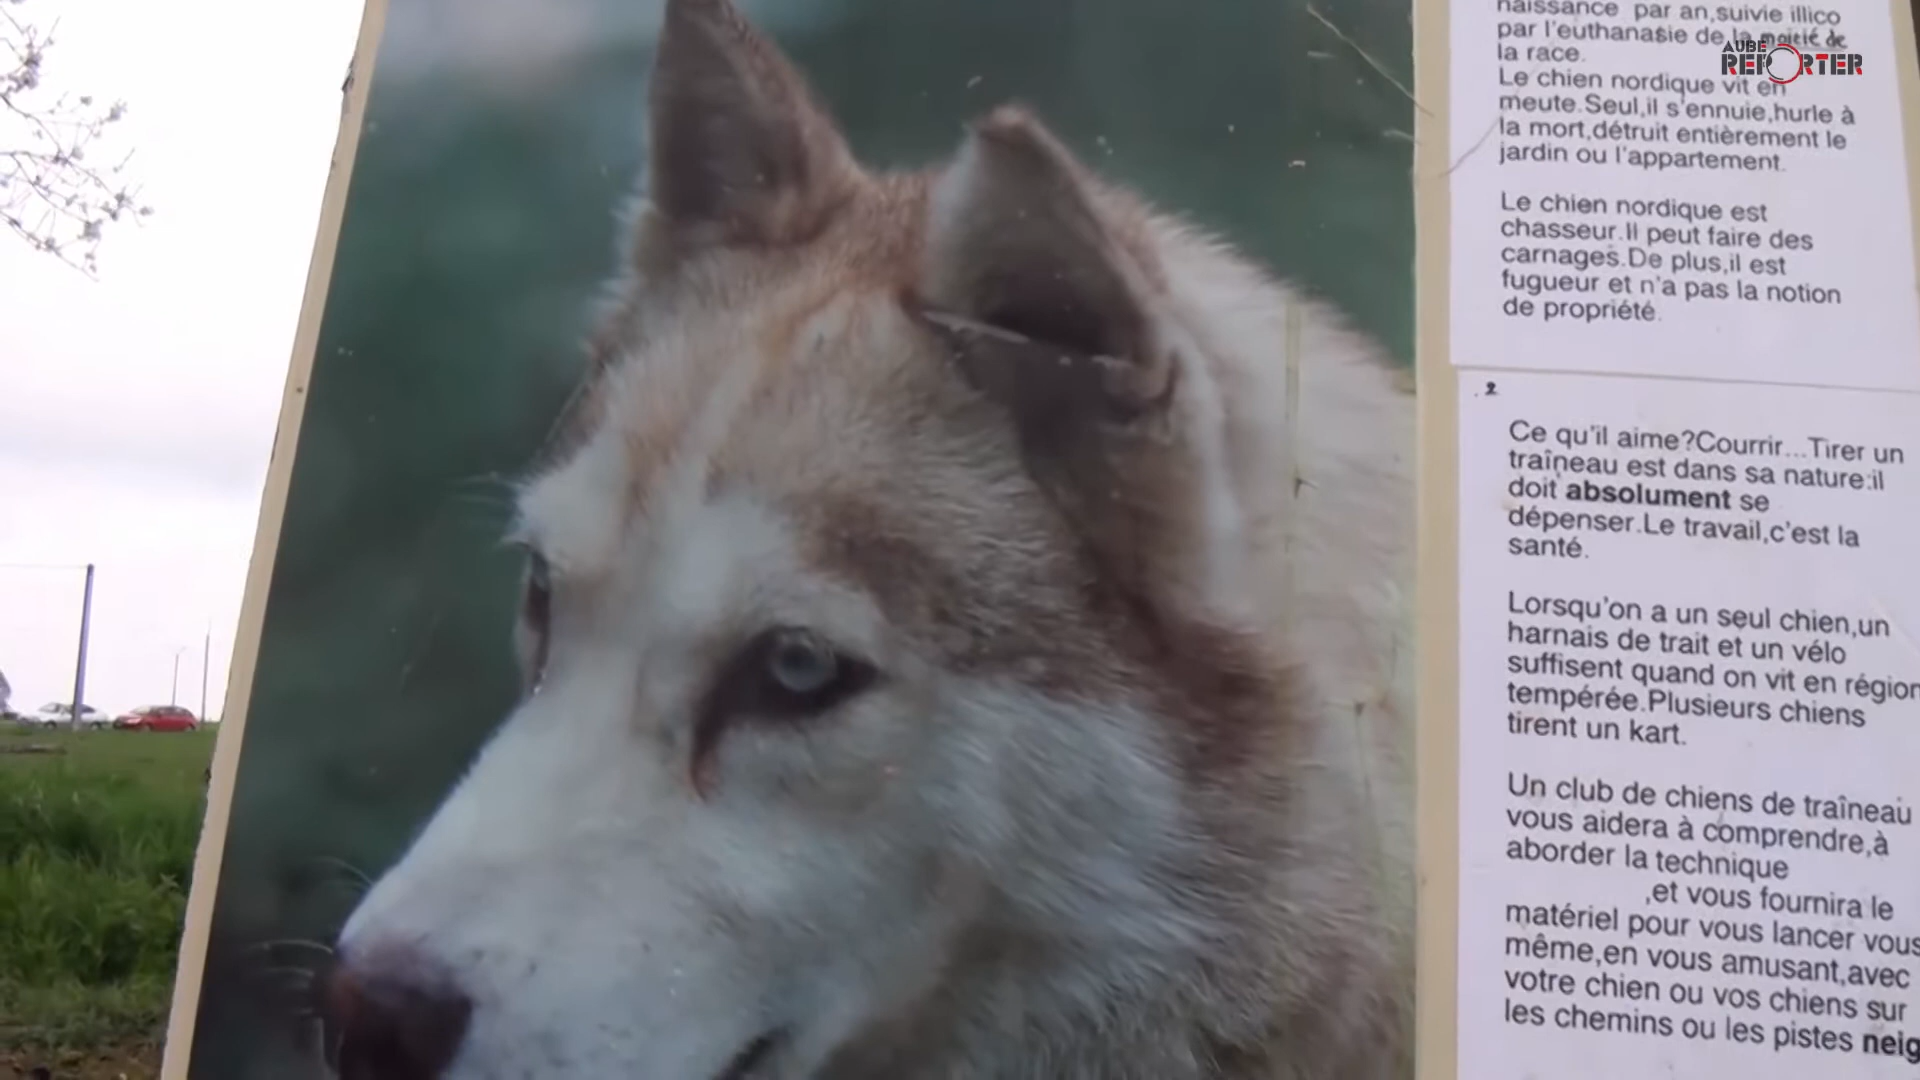 naissance par an,suivie illico
par l'euthanasie de la moitié de
la race.
Le chien nordique vit en
meute.Seul,il s'ennuie,hurle à
la mort,détruit entièrement le
jardin ou l'appartement.
Le chien nordique est
chasseur.Il peut faire des
carnages.De plus,il est
fugueur et n'a pas la notion
de propriété.
AUBE
REPORTER
.2
Ce qu'il aime?Courrir...Tirer un
traîneau est dans sa nature:il
doit absolument se
dépenser.Le travail,c'est la
santé.
Lorsqu'on a un seul chien,un
harnais de trait et un vélo
suffisent quand on vit en région
tempérée.Plusieurs chiens
tirent un kart.
Un club de chiens de traîneau
vous aidera à comprendre,à
aborder la technique
,et vous fournira le
matériel pour vous lancer vous
même,en vous amusant,avec
votre chien ou vos chiens sur
les chemins ou les pistes neig